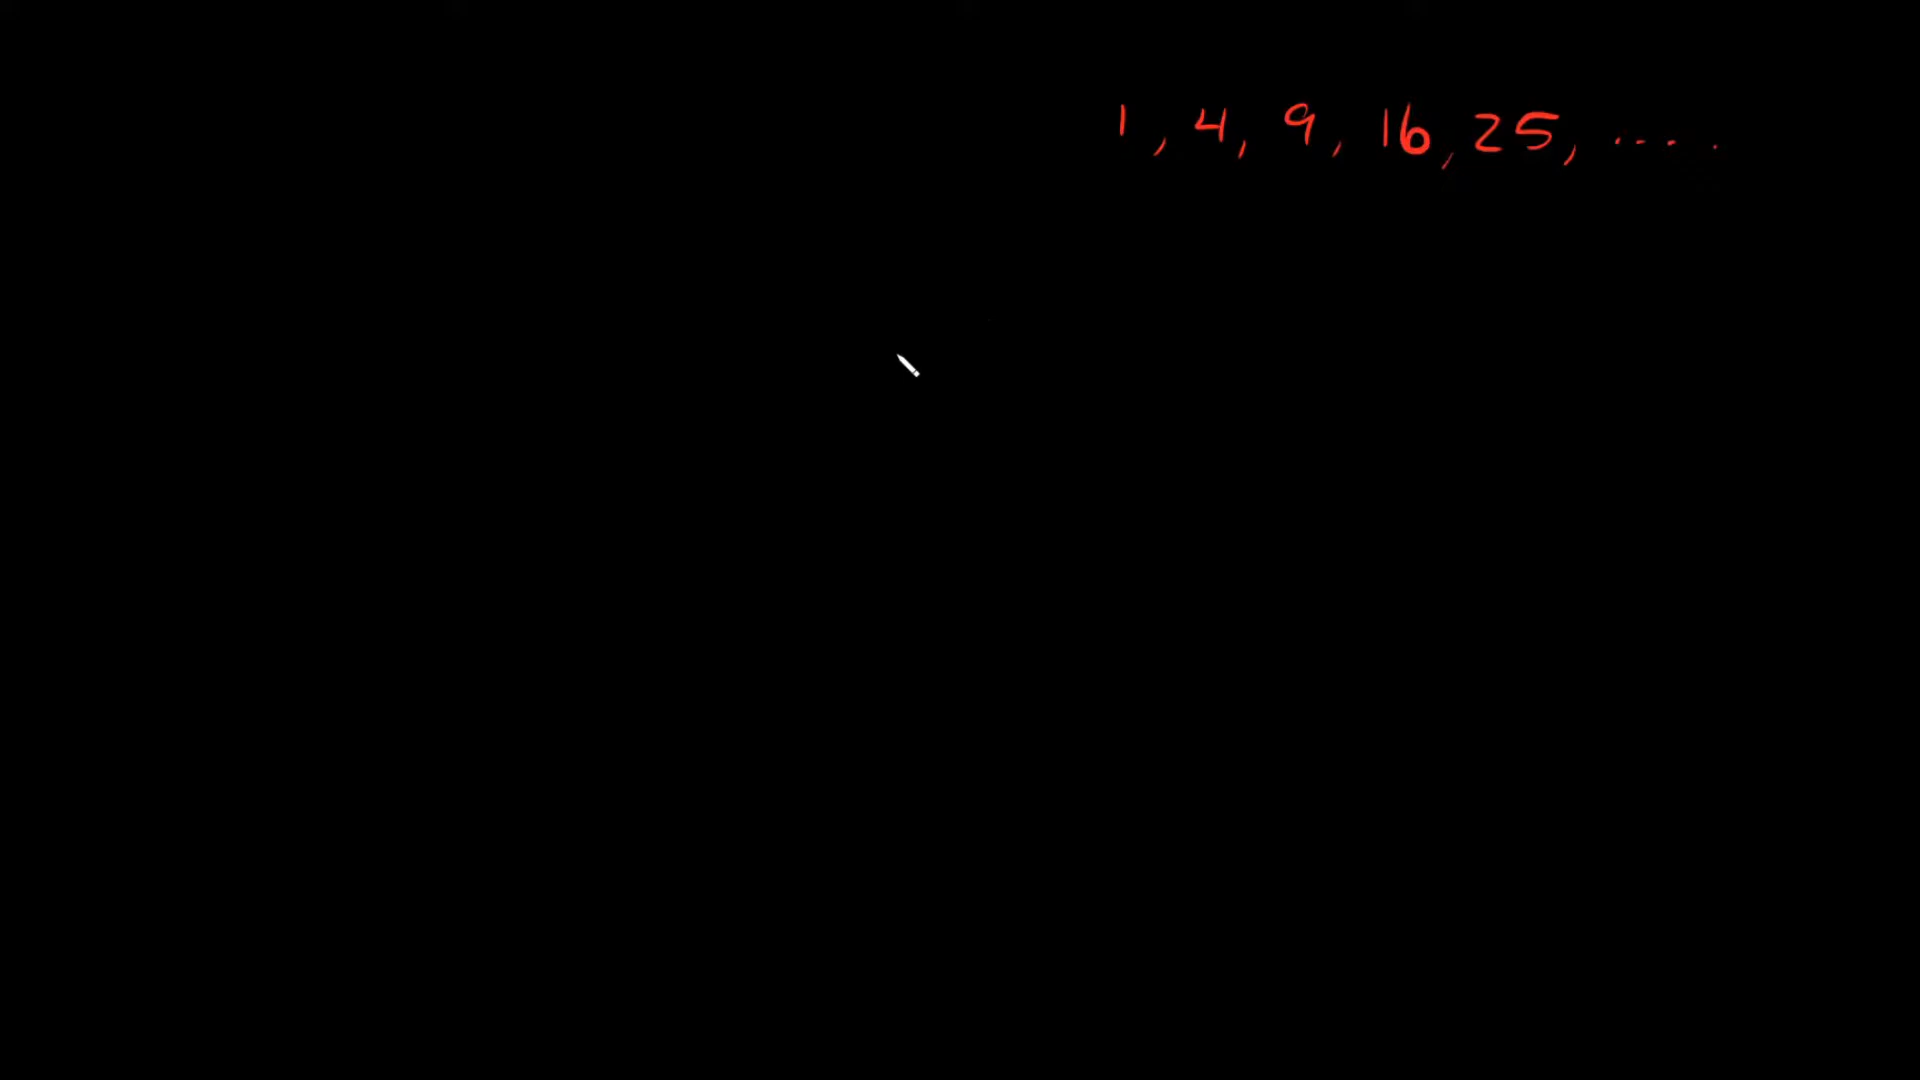 1, 4, 9, 16, 25, ....